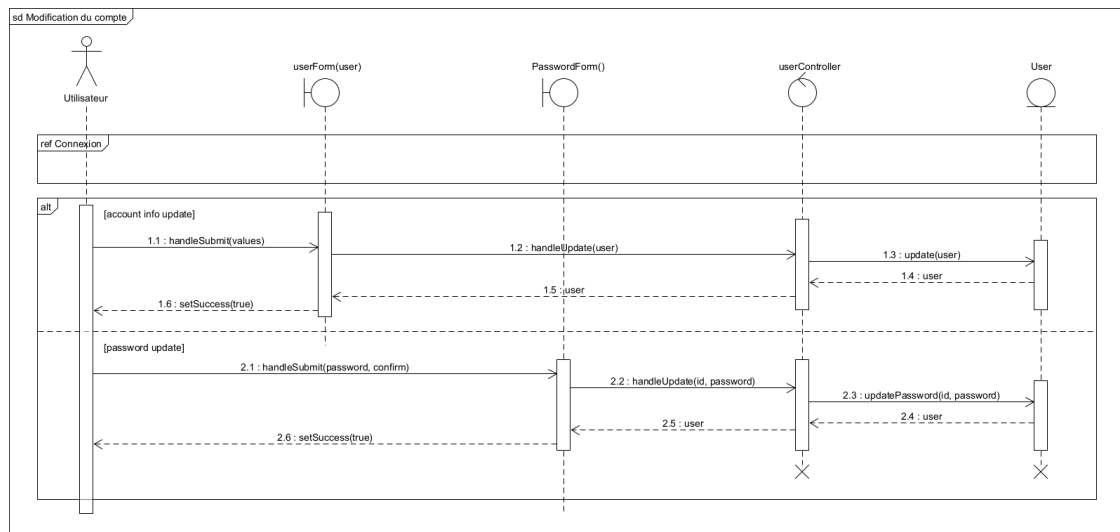 sd Modification du compte
Utilisateur
userForm(user)
PasswordForm()
userController
User
ref Connexion
alt
[account info update]
1.1 : handleSubmit(values)
1.2 : handleUpdate(user)
1.3 : update(user)
1.4 : user
1.5 : user
1.6 : setSuccess(true)
[password update]
2.1 : handleSubmit(password, confirm)
2.2 : handleUpdate(id, password)
2.3 : updatePassword(id, password)
2.4 : user
2.5 : user
2.6 : setSuccess(true)